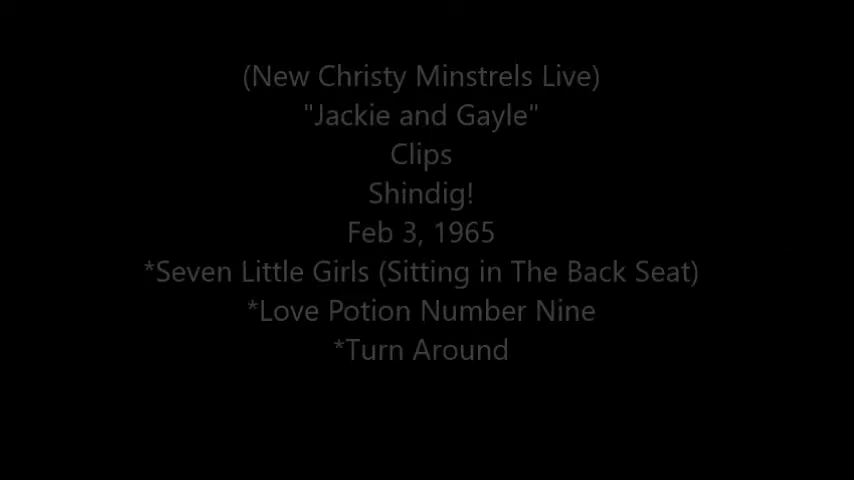 (New Christy Minstrels Live)
"Jackie and Gayle"
Clips
Shindig!
Feb 3, 1965
*Seven Little Girls (Sitting in The Back Seat)
*Love Potion Number Nine
*Turn Around